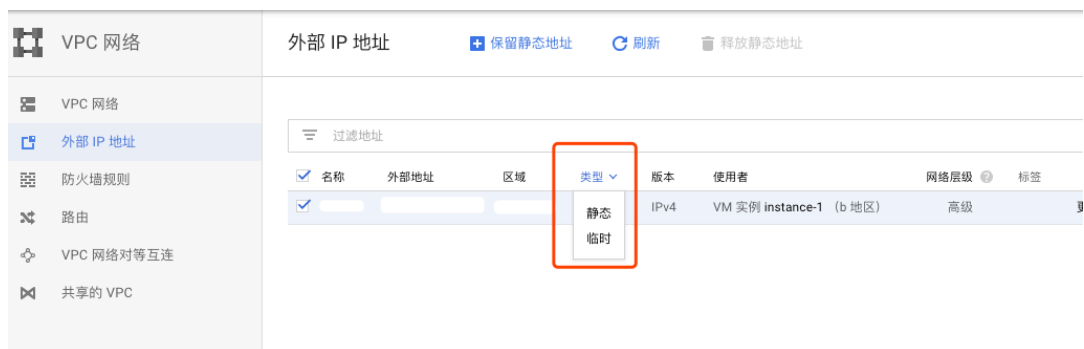 VPC 网络 外部 IP 地址 保留静态地址 刷新 释放静态地址
VPC 网络
外部 IP 地址 过滤地址
防火墙规则 名称 外部地址 区域 类型 版本 使用者 网络层级 标签
路由 静态 IPv4 VM 实例 instance-1 （b 地区） 高级
临时
VPC 网络对等互连
共享的 VPC